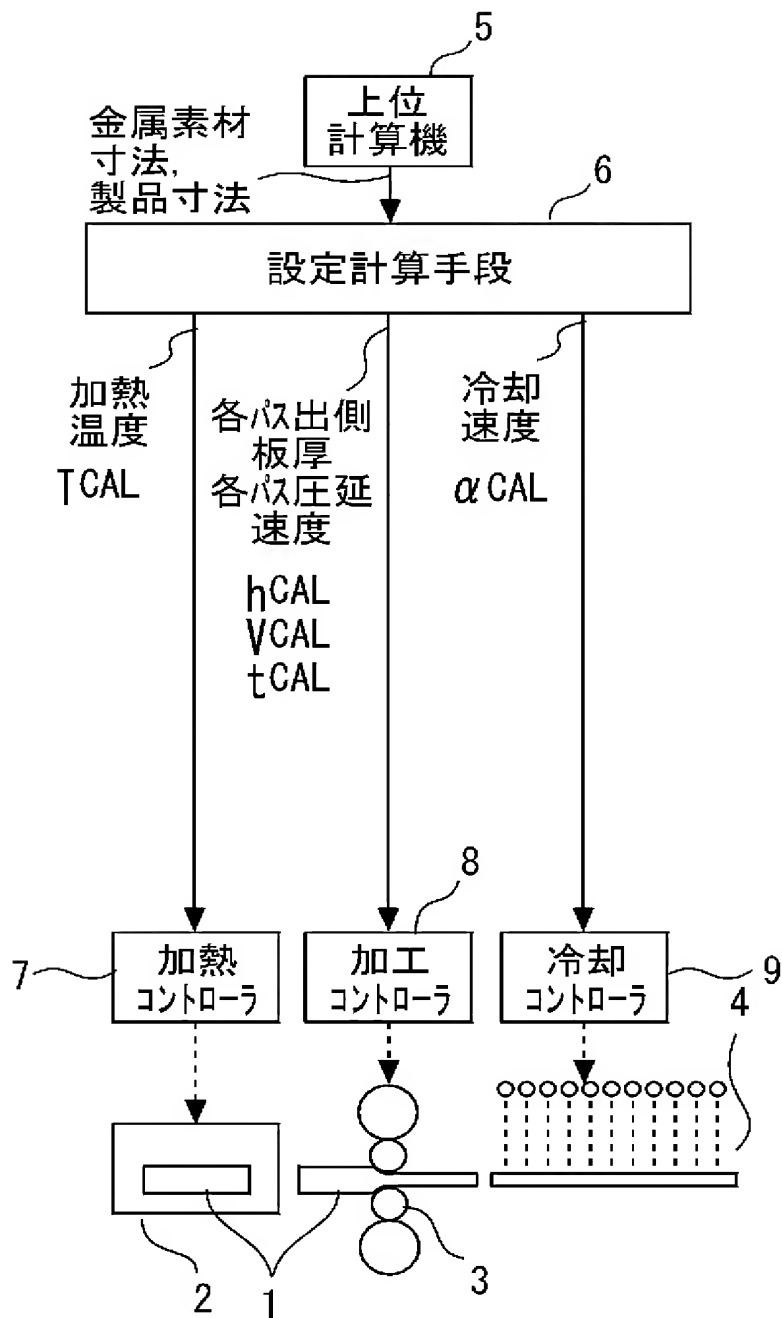 5
上位
計算機
金属素材
寸法,
製品寸法
6
設定計算手段
加熱
温度
TCAL
各パス出側
板厚
各パス圧延
速度
hCAL
VCAL
tCAL
冷却
速度
αCAL
7
加熱
コントローラ
8
加工
コントローラ
9
冷却
コントローラ
4
2
1
3